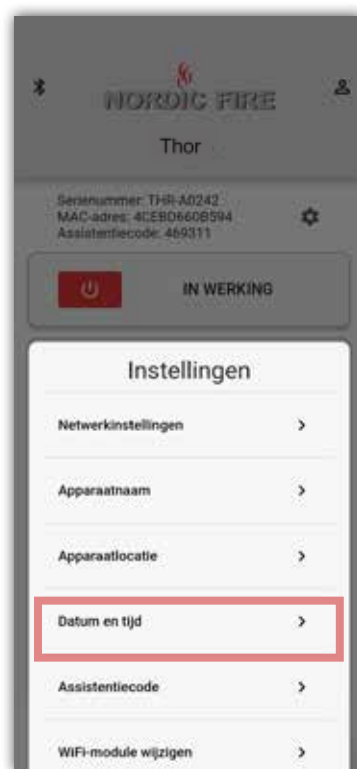 NORDIC FIRE
Thor
Serienummer: THR-A0242
MAC-adres: 4CEBD660B594
Assistentiecode: 469311
IN WERKING
Instellingen
Netwerkinstellingen
Apparaatnaam
Apparaatlocatie
Datum en tijd
Assistentiecode
WiFi-module wijzigen